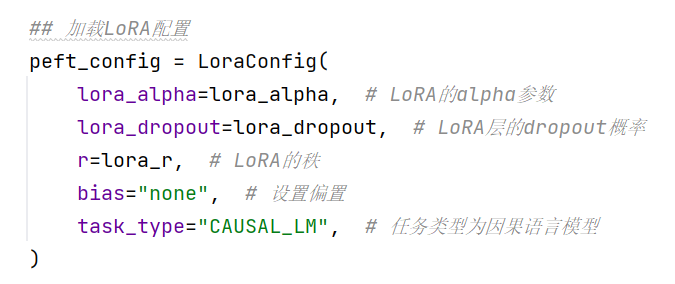 ## 加载LoRA配置
peft_config = LoraConfig(
    lora_alpha=lora_alpha,  # LoRA的alpha参数
    lora_dropout=lora_dropout,  # LoRA层的dropout概率
    r=lora_r,  # LoRA的秩
    bias="none",  # 设置偏置
    task_type="CAUSAL_LM",  # 任务类型为因果语言模型
)